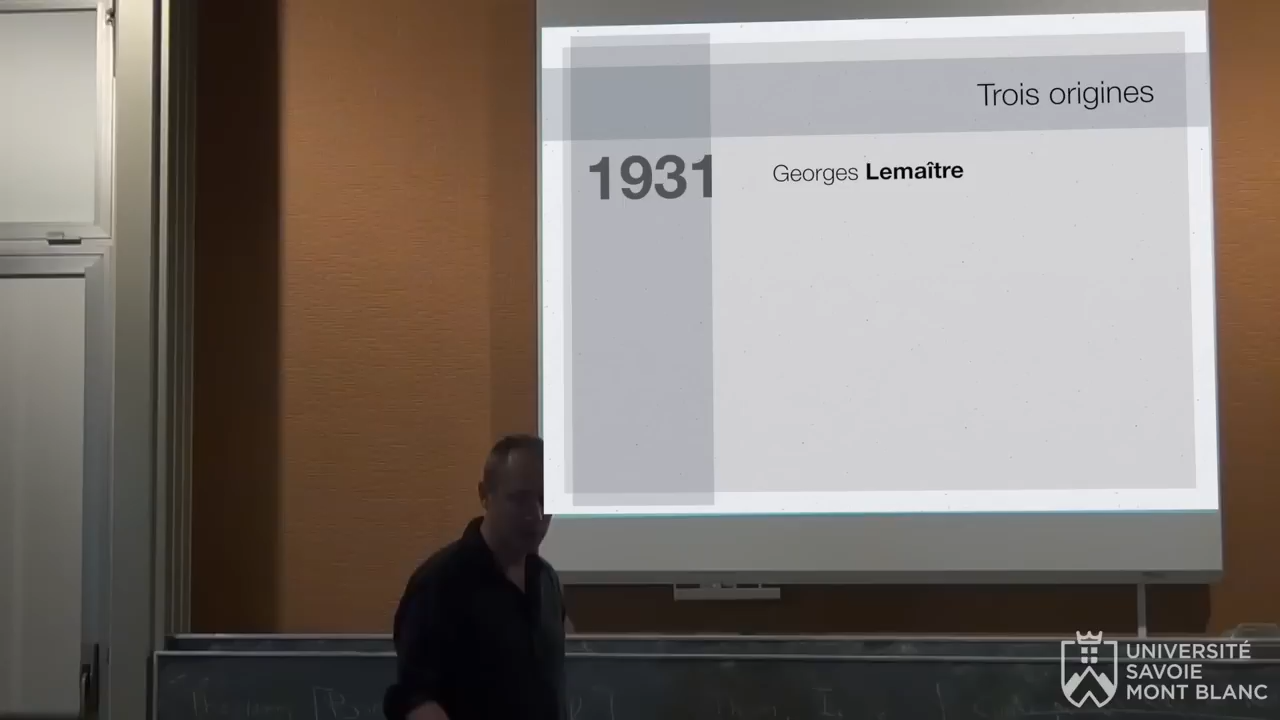 Trois origines
1931
Georges Lemaître
UNIVERSITÉ
SAVOIE
MONT BLANC